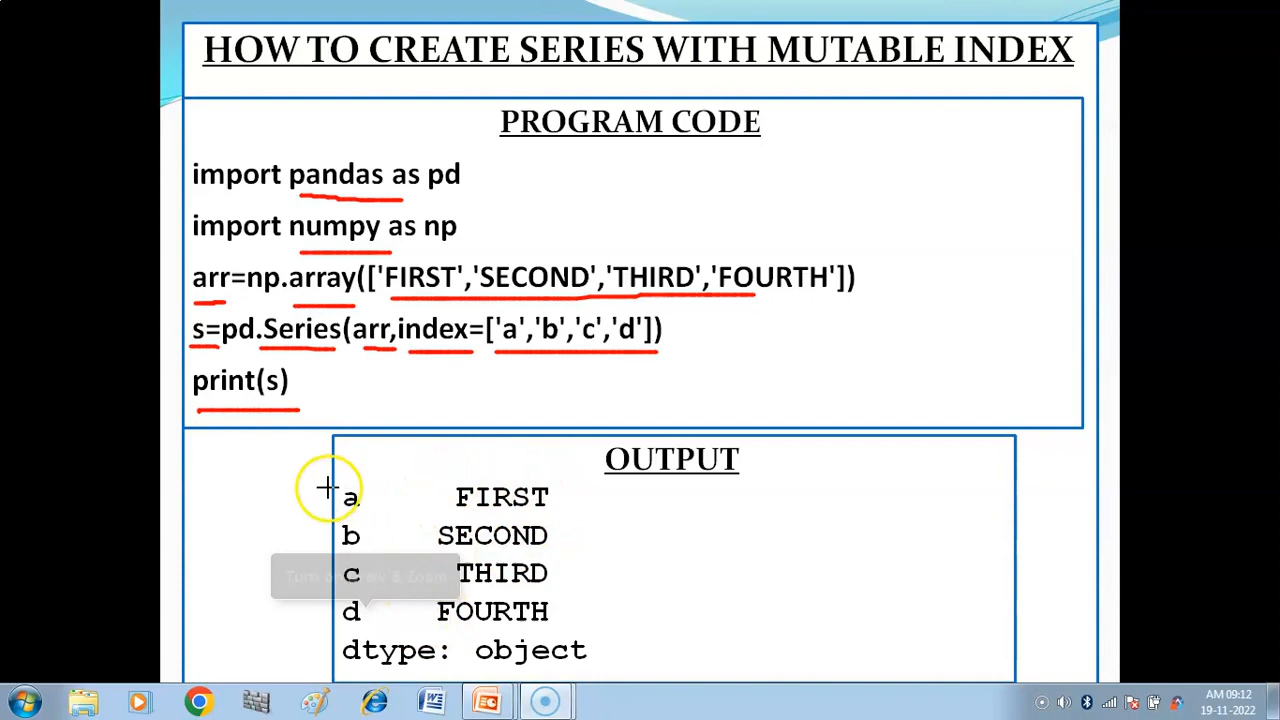 HOW TO CREATE SERIES WITH MUTABLE INDEX
PROGRAM CODE
import pandas as pd
import numpy as np
arr=np.array(['FIRST','SECOND','THIRD','FOURTH'])
s=pd.Series(arr,index=['a','b','c','d'])
print(s)
OUTPUT
a FIRST
b SECOND
c THIRD
d FOURTH
dtype: object
AM 09:12
19-11-2022